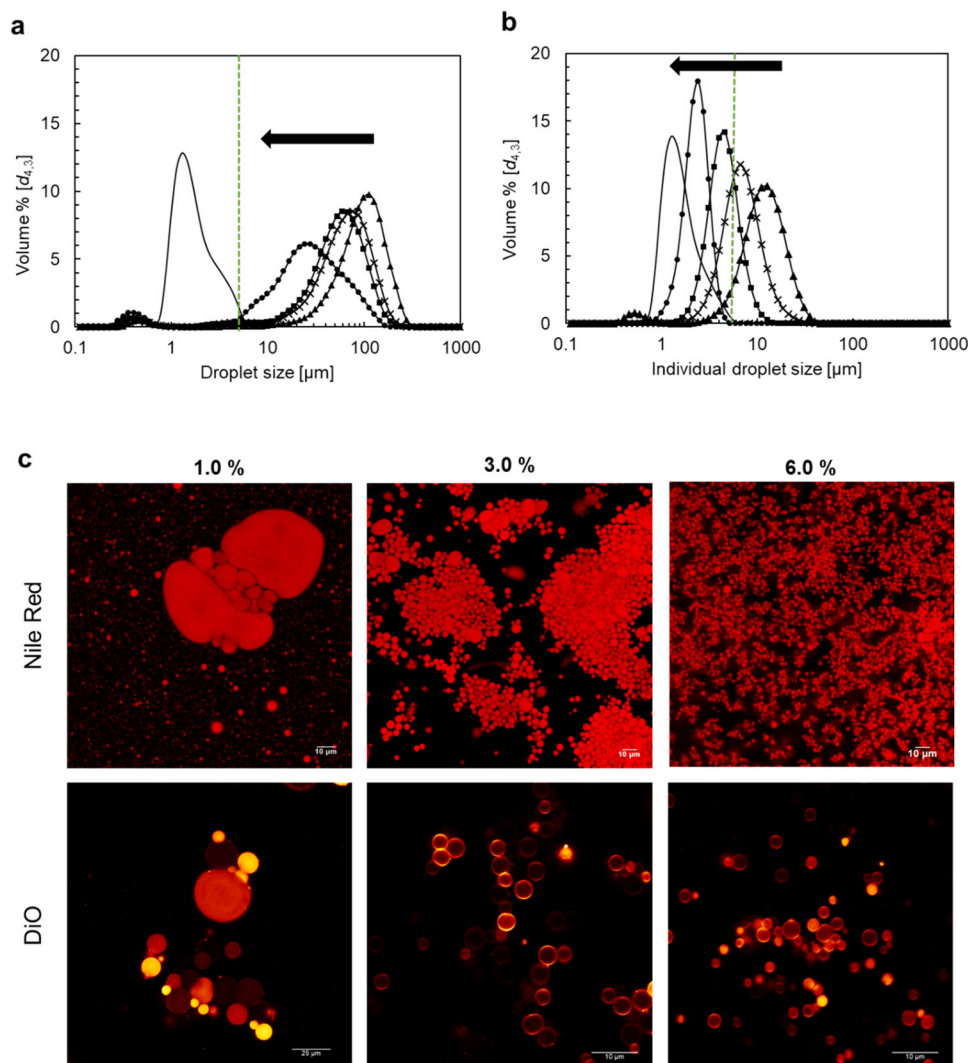 a
20
15
10
5
0
Volume % [d4,3]
0.1 1 10 100 1000
Droplet size [µm]
b
20
15
10
5
0
Volume % [d4,3]
0.1 1 10 100 1000
Individual droplet size [µm]
c
1.0 % 3.0 % 6.0 %
Nile Red
10 µm 10 µm 10 µm
DiO
25 µm 10 µm 10 µm